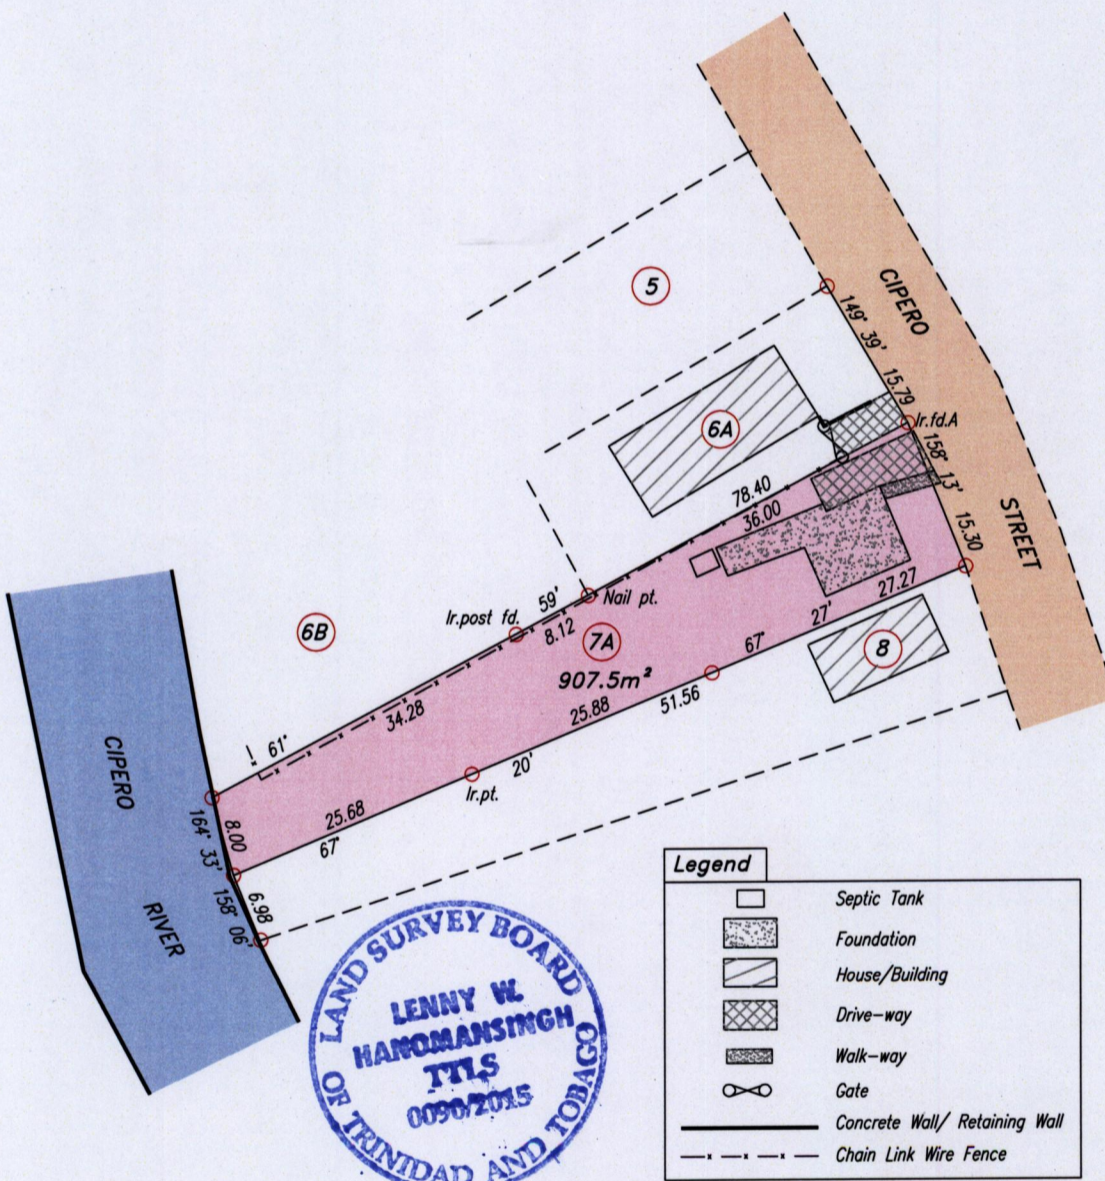 5
CIPERO
STREET
149° 39'
15.79
Ir.fd.A
158° 13'
15.30
6A
78.40
36.00
59'
Nail pt.
Ir.post fd.
8.12
6B
7A
907.5m²
27.27
27'
67°
8
51.56
25.88
20'
34.28
61°
Ir.pt.
25.68
67°
8.00
164° 33'
6.98
158° 06'
CIPERO
RIVER
LAND SURVEY BOARD
OF TRINIDAD AND TOBAGO
LENNY W.
HANOMANSINGH
TTLS
0090/2015
Legend
Septic Tank
Foundation
House/Building
Drive-way
Walk-way
Gate
Concrete Wall/ Retaining Wall
Chain Link Wire Fence